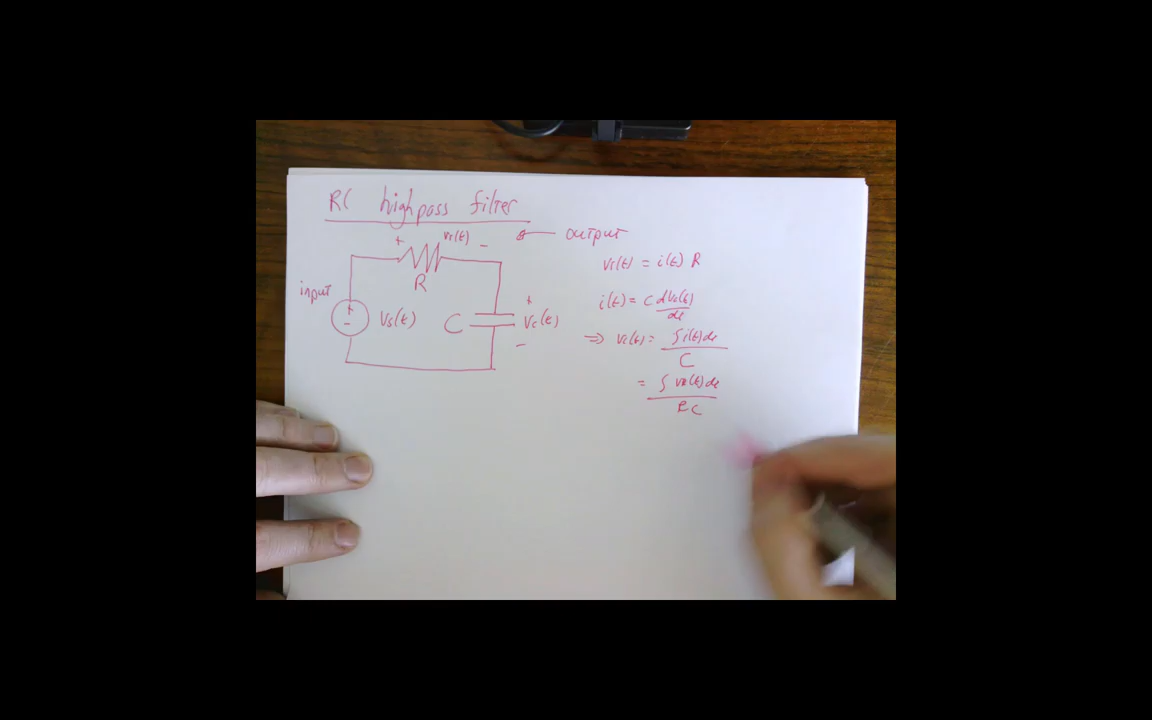 RC highpass filter
+ vr(t) -
output
R
input
+
-
Vs(t)
C
+
Vc(t)
-
vr(t) = i(t) R
i(t) = C dvc(t)/dt
⇒ vc(t) = ∫i(t)dt / C
= ∫ vr(t)dt / RC